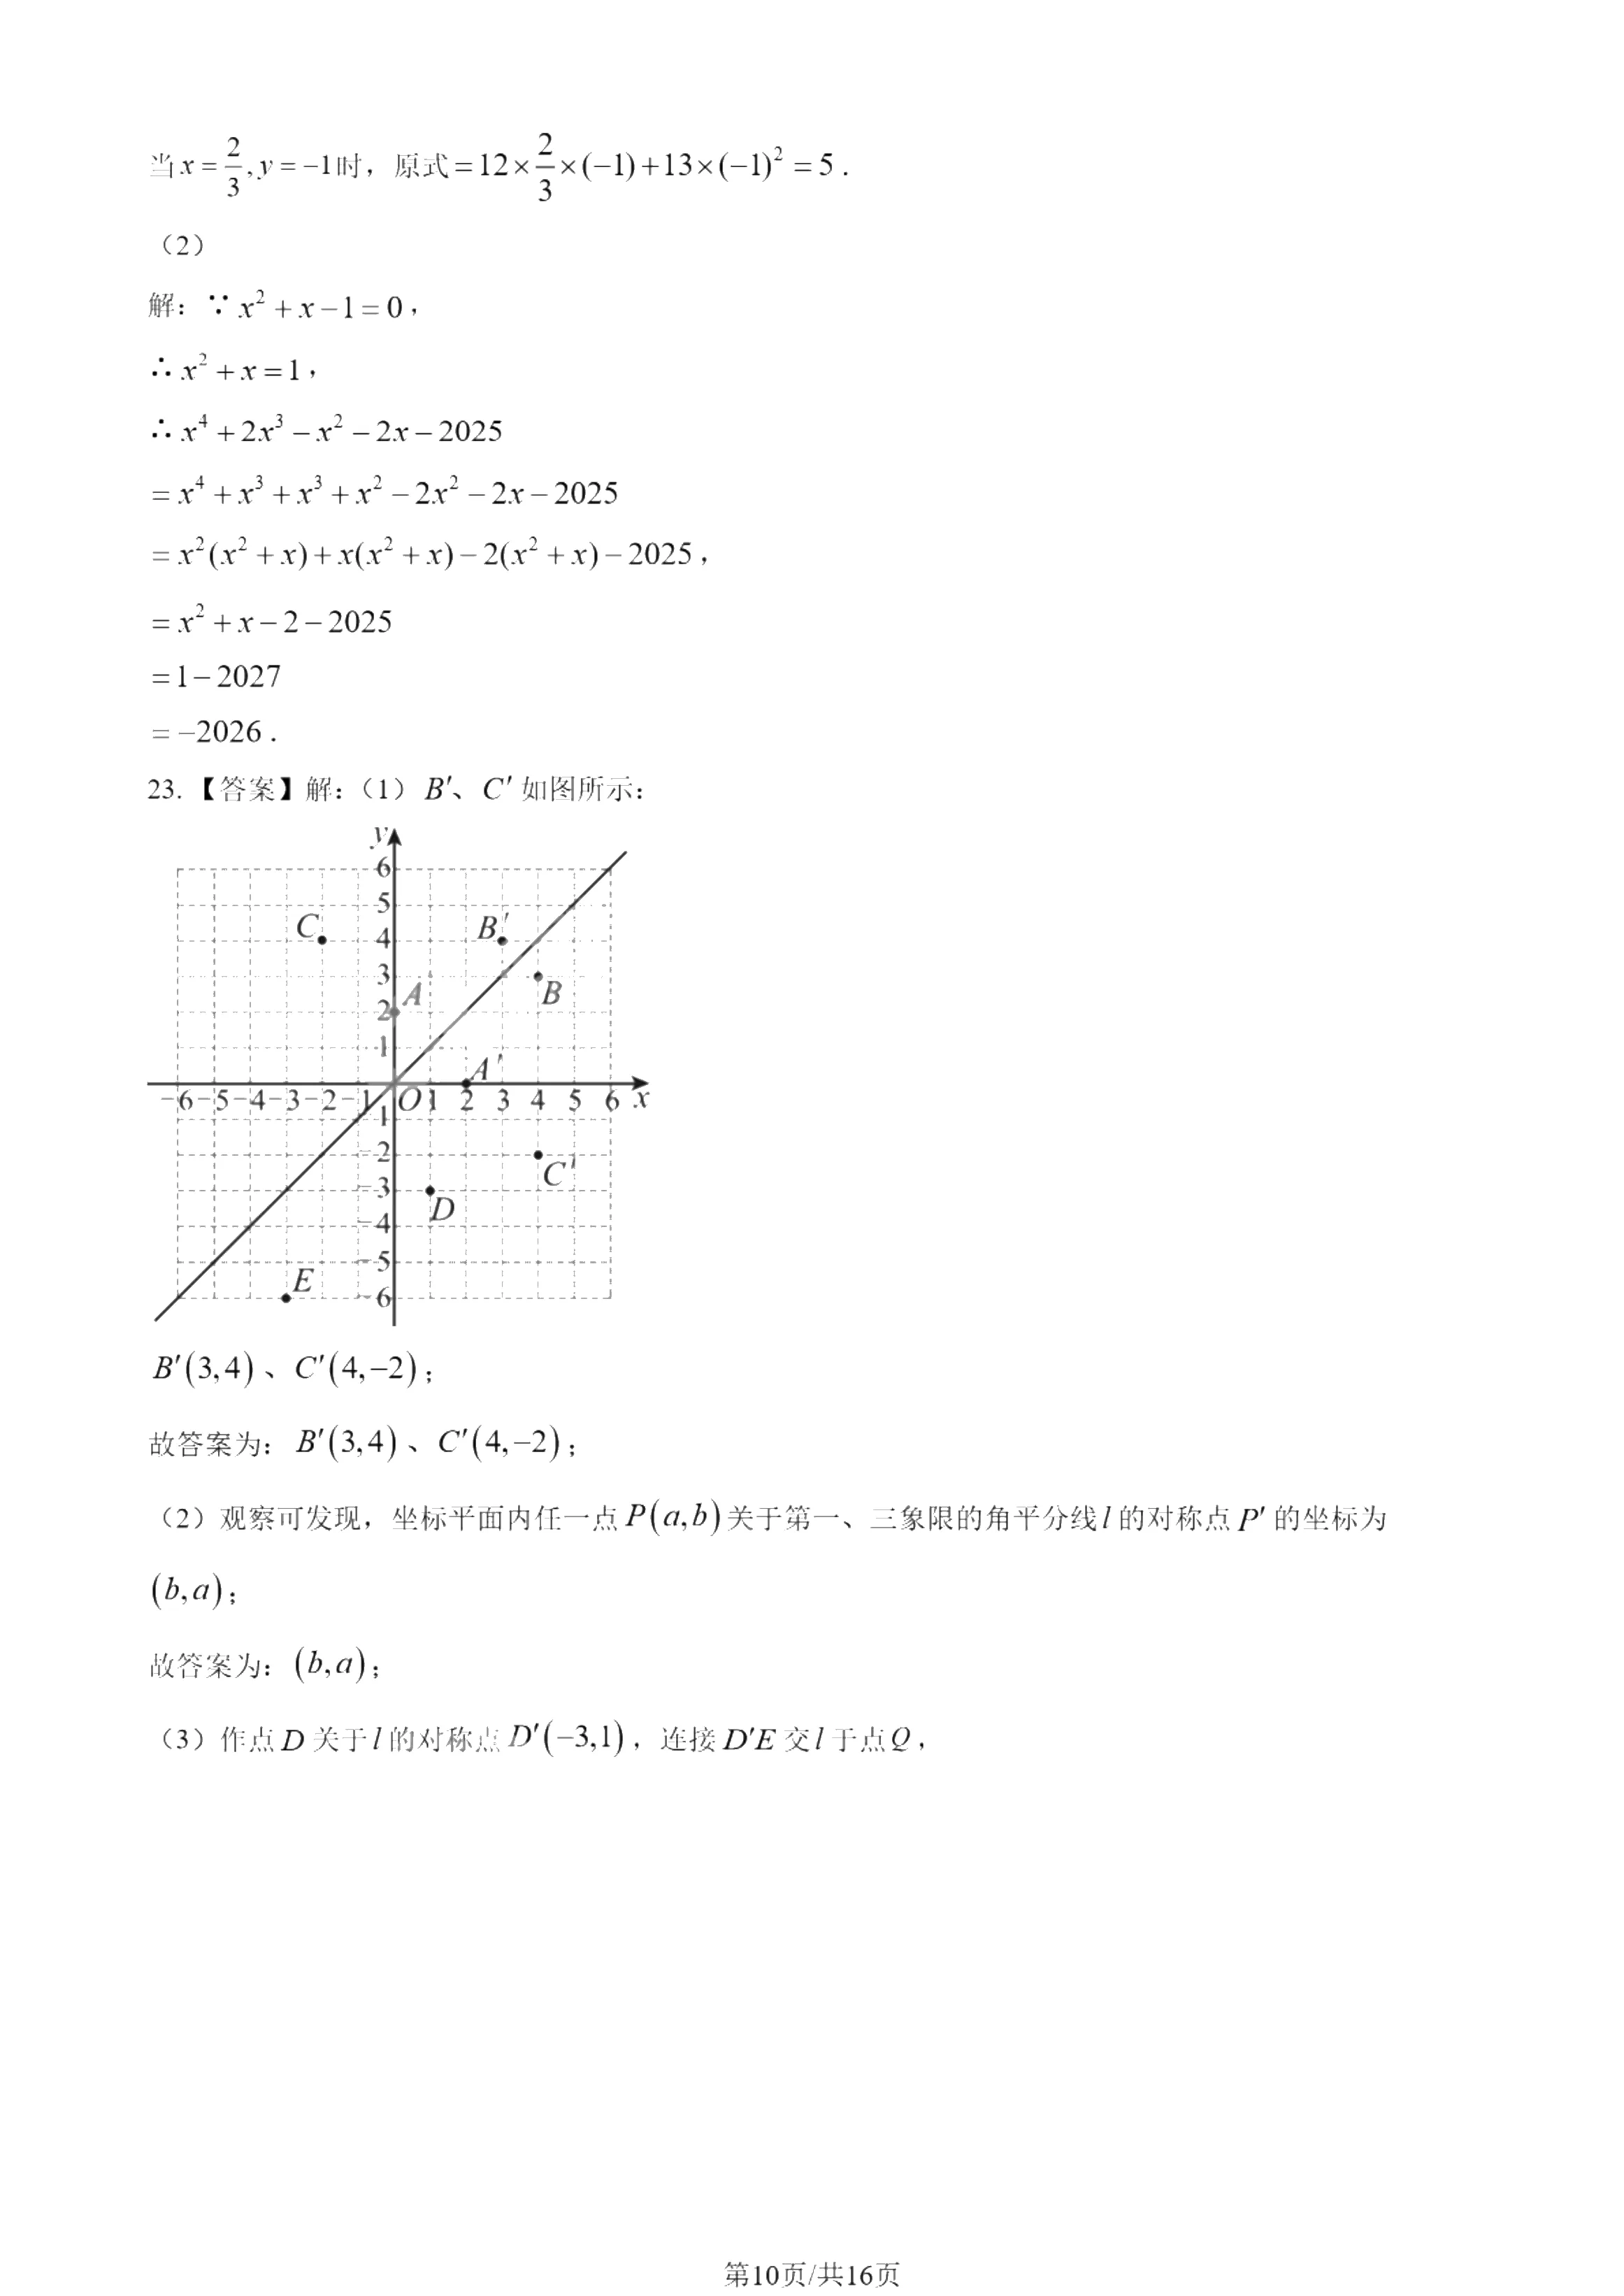 当 x = 2/3, y = −1时，原式 = 12 × 2/3 × (−1) + 13 × (−1)² = 5 .
（2）
解：∵ x² + x − 1 = 0，
∴ x² + x = 1，
∴ x⁴ + 2x³ − x² − 2x − 2025
= x⁴ + x³ + x³ + x² − 2x² − 2x − 2025
= x²(x² + x) + x(x² + x) − 2(x² + x) − 2025，
= x² + x − 2 − 2025
= 1 − 2027
= −2026 .
23. 【答案】解：（1） B′、 C′ 如图所示：
y
6
5
C B′
4
3
A B
2
1
A′
−6 −5 −4 −3 −2 −1 O 1 2 3 4 5 6 x
1
−2
C′
−3
D
−4
−5
E
−6
B′(3,4) 、 C′(4,−2)；
故答案为： B′(3,4) 、 C′(4,−2)；
（2）观察可发现，坐标平面内任一点 P(a,b) 关于第一、三象限的角平分线 l 的对称点 P′ 的坐标为
(b,a)；
故答案为： (b,a)；
（3）作点 D 关于 l 的对称点 D′(−3,1)，连接 D′E 交 l 于点 Q，
第10页/共16页